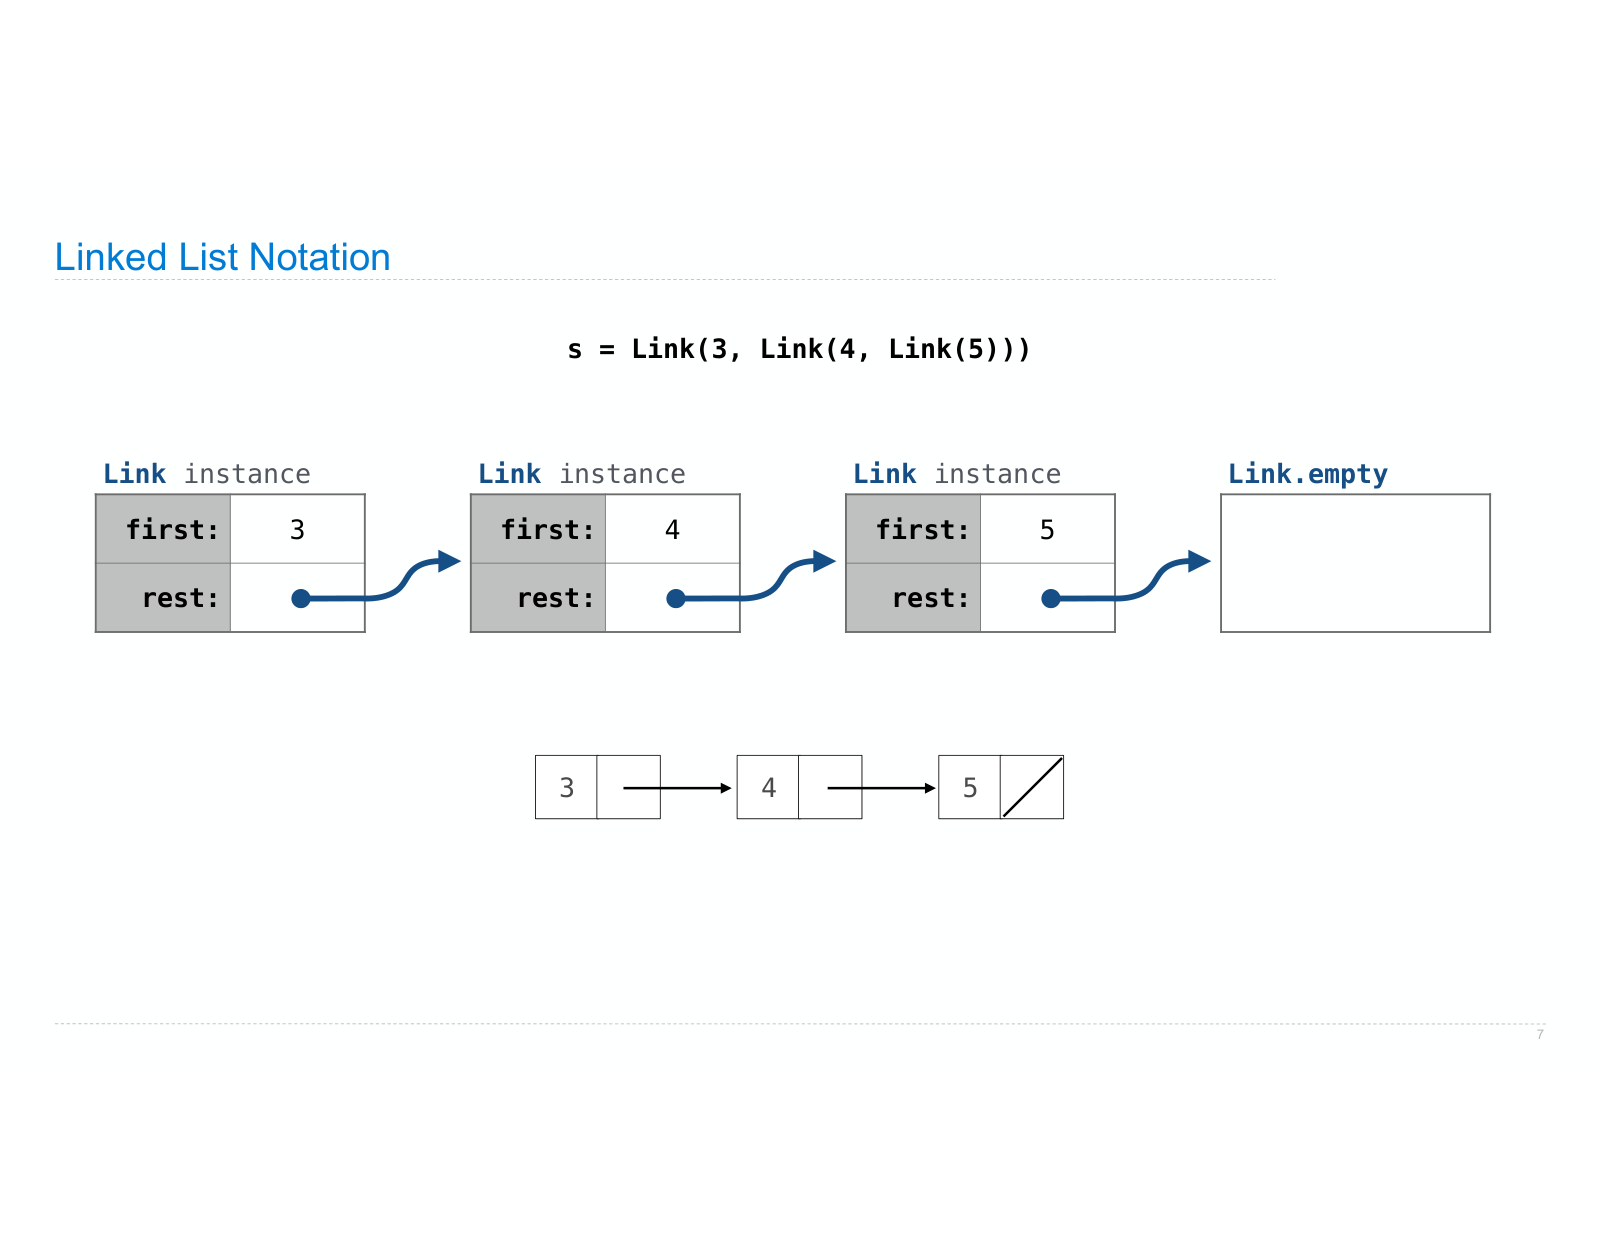 Linked List Notation
s = Link(3, Link(4, Link(5)))
Link instance
first: 3
rest:
Link instance
first: 4
rest:
Link instance
first: 5
rest:
Link.empty
3
4
5
7